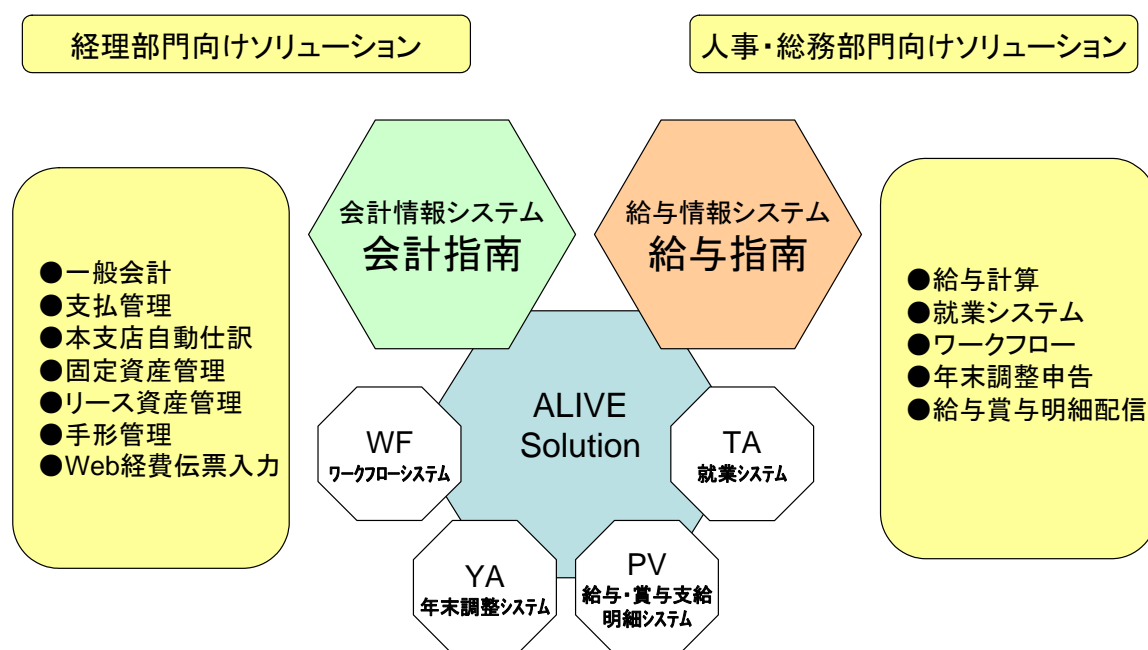 経理部門向けソリューション
人事・総務部門向けソリューション
会計情報システム
会計指南
給与情報システム
給与指南
●一般会計
●支払管理
●本支店自動仕訳
●固定資産管理
●リース資産管理
●手形管理
●Web経費伝票入力
●給与計算
●就業システム
●ワークフロー
●年末調整申告
●給与賞与明細配信
ALIVE
Solution
WF
ワークフローシステム
TA
就業システム
YA
年末調整システム
PV
給与・賞与支給
明細システム